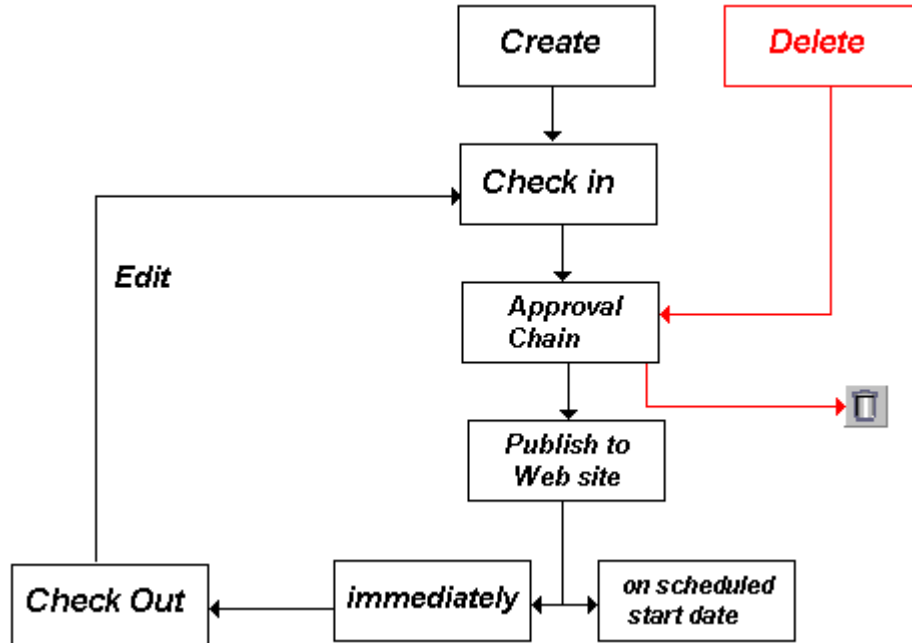 Create
Delete
Check in
Edit
Approval
Chain
Publish to
Web site
Check Out
immediately
on scheduled
start date